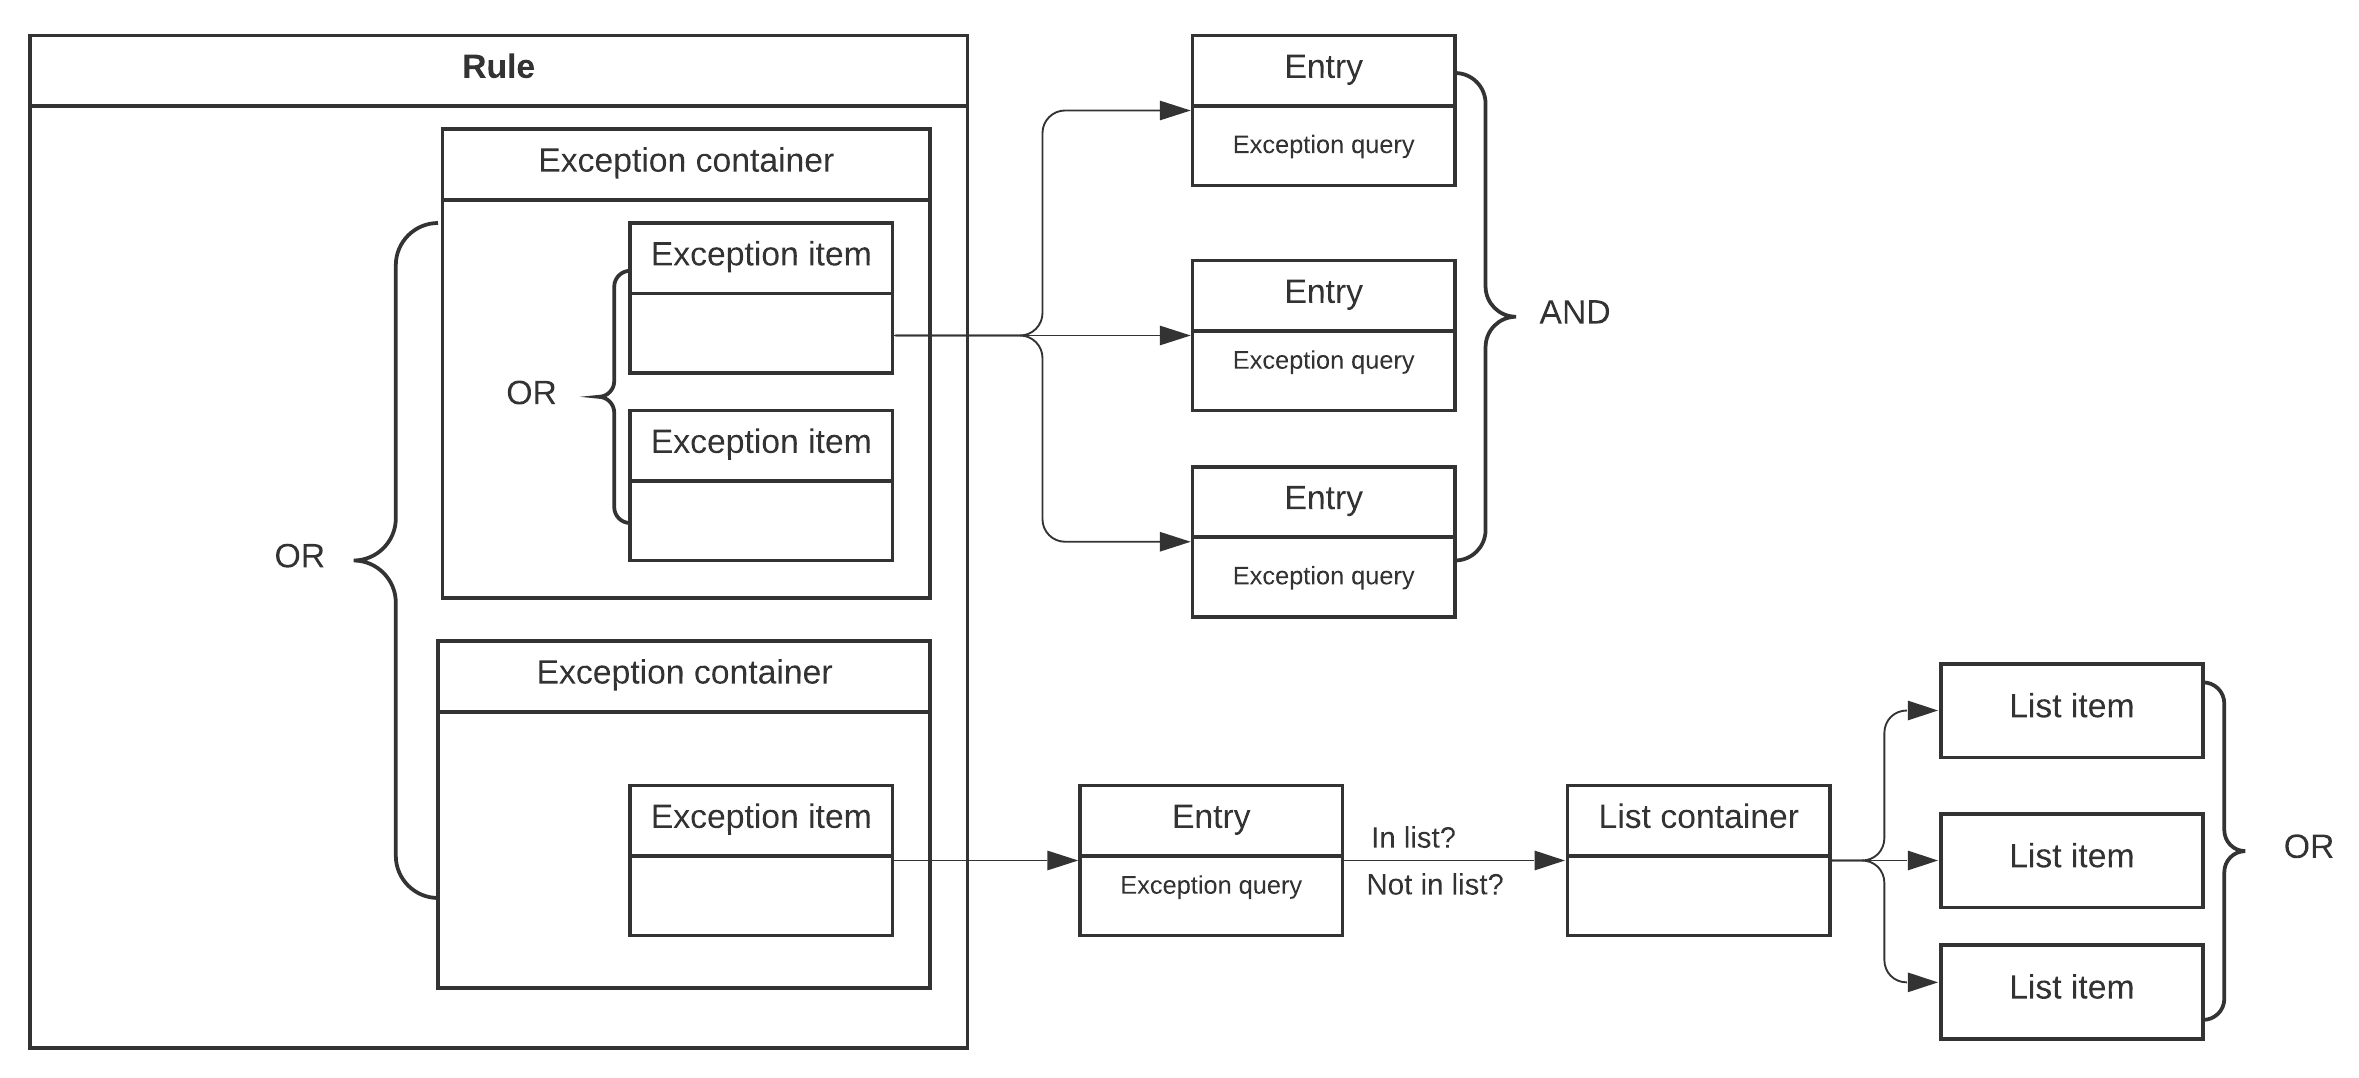 Rule
Exception container
Exception item
OR
Exception item
OR
Exception container
Exception item
Entry
Exception query
Entry
Exception query
AND
Entry
Exception query
Entry
Exception query
In list?
Not in list?
List container
List item
List item
List item
OR